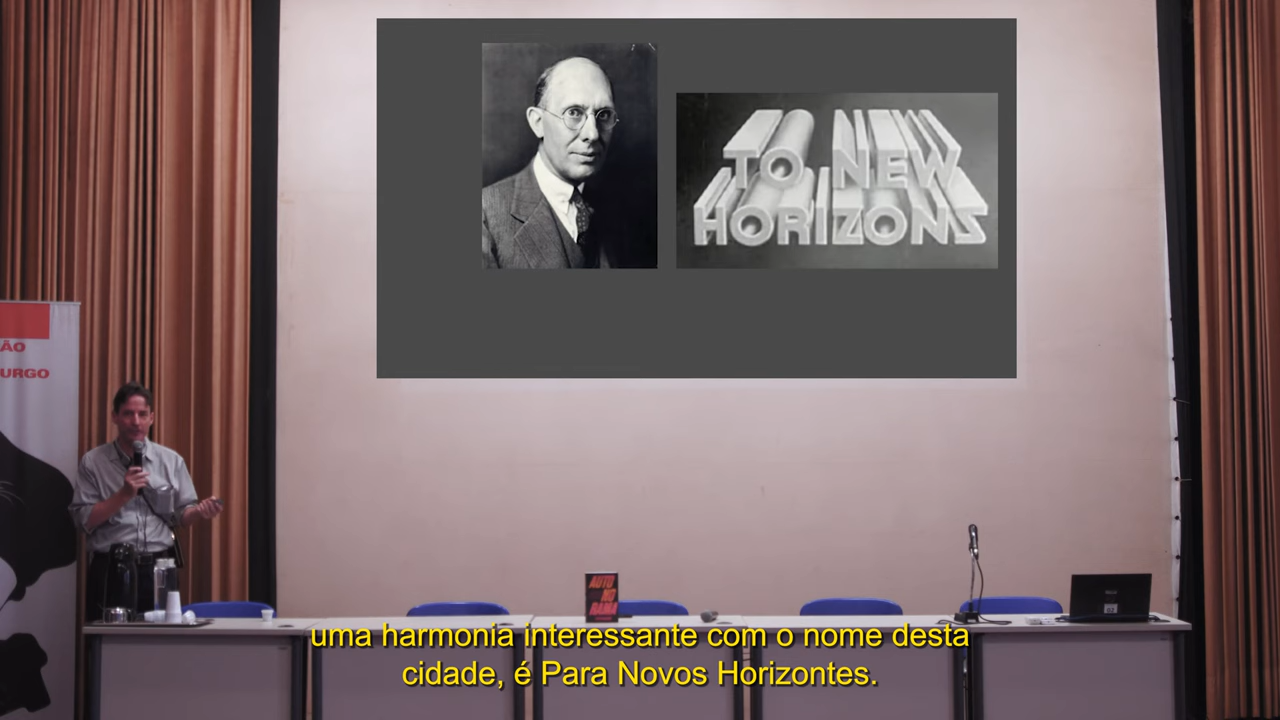 TO NEW
HORIZONS
ÃO
URGO
AUTO
NO
RAMA
uma harmonia interessante com o nome desta
cidade, é Para Novos Horizontes.